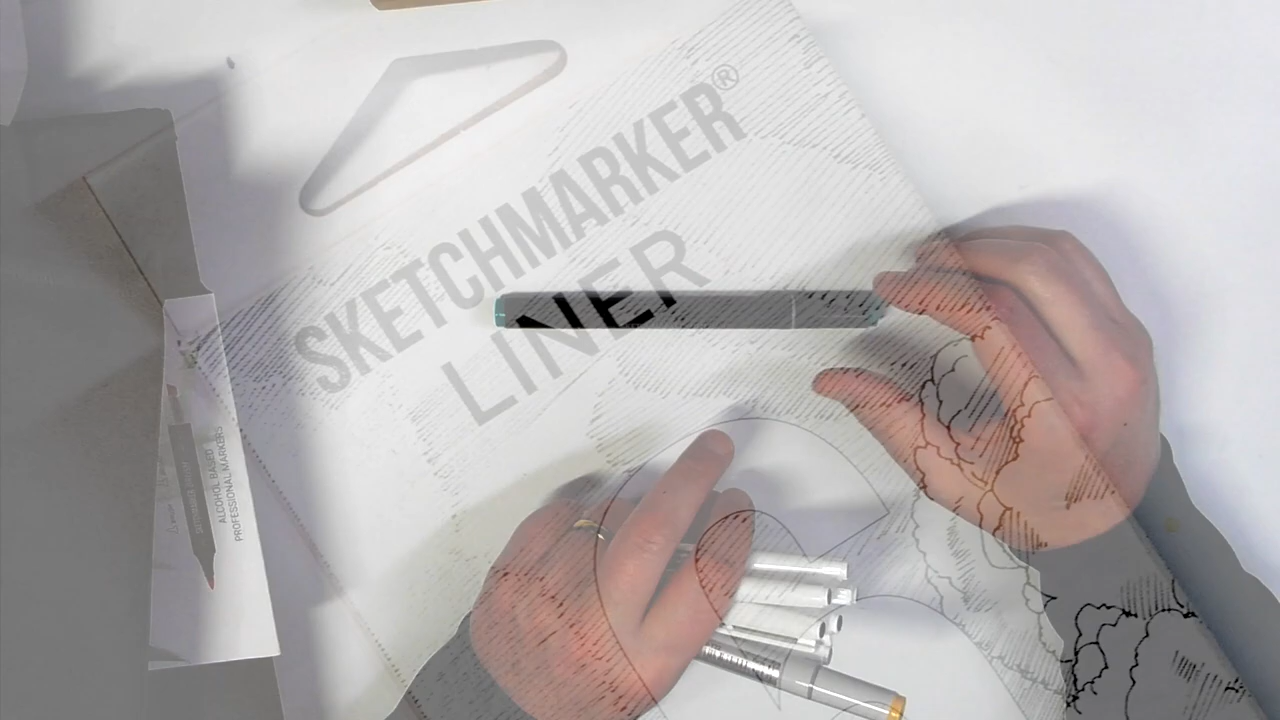 SKETCHMARKER®
LINER
ALCOHOL BASED
PROFESSIONAL MARKERS